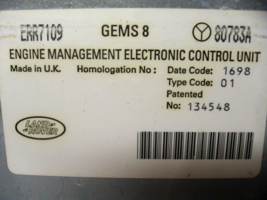 ERR7109 GEMS 8 80783A
ENGINE MANAGEMENT ELECTRONIC CONTROL UNIT
Made in U.K. Homologation No : Date Code: 1698
Type Code: 01
Patented
No: 134548
LAND
ROVER